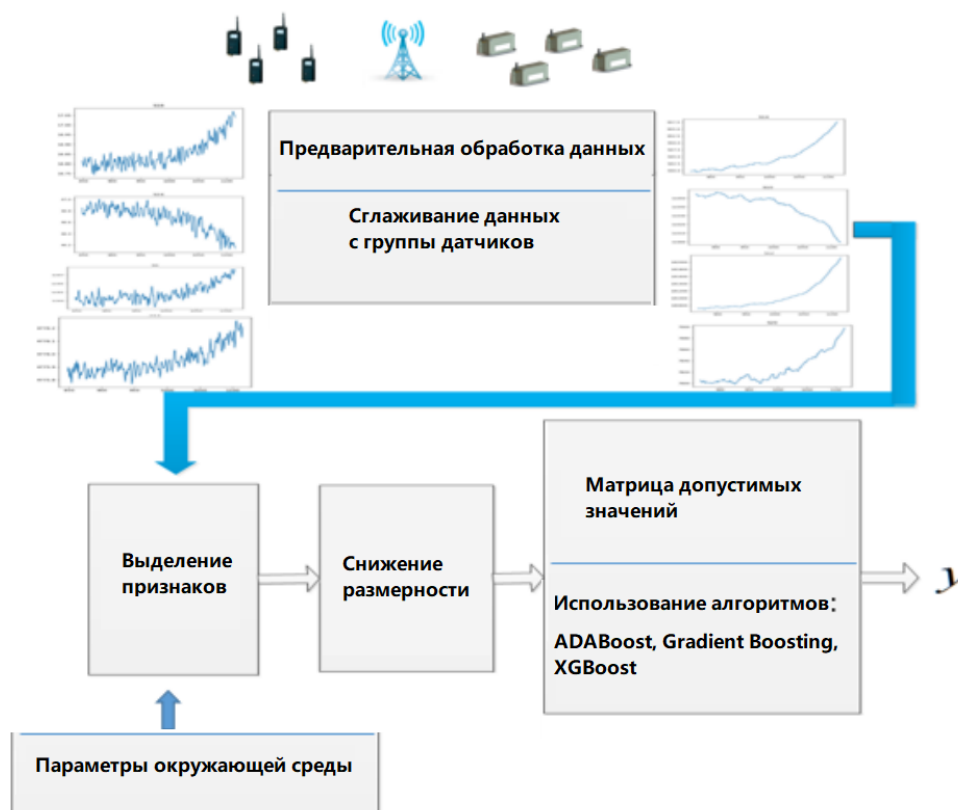 Предварительная обработка данных
Сглаживание данных
с группы датчиков
Матрица допустимых
значений
Выделение
признаков
Снижение
размерности
Использование алгоритмов:
ADABoost, Gradient Boosting,
XGBoost
y
Параметры окружающей среды